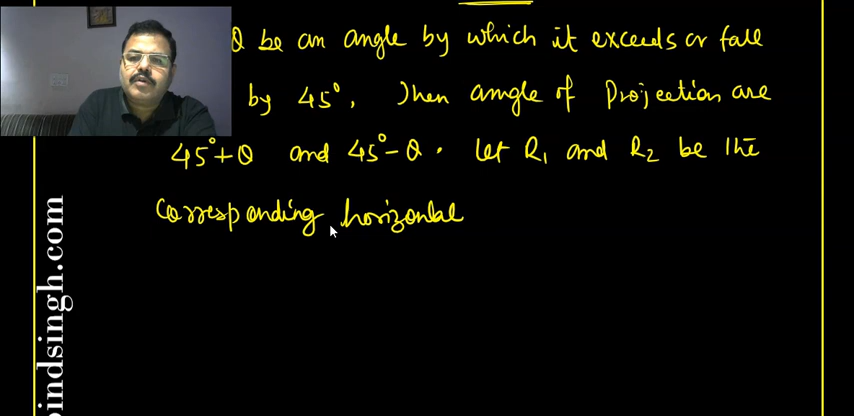 θ be an angle by which it exceeds or fall
by 45°. Then angle of Projection are
45°+θ and 45°-θ. Let R₁ and R₂ be the
Corresponding horizontal
bindsingh.com